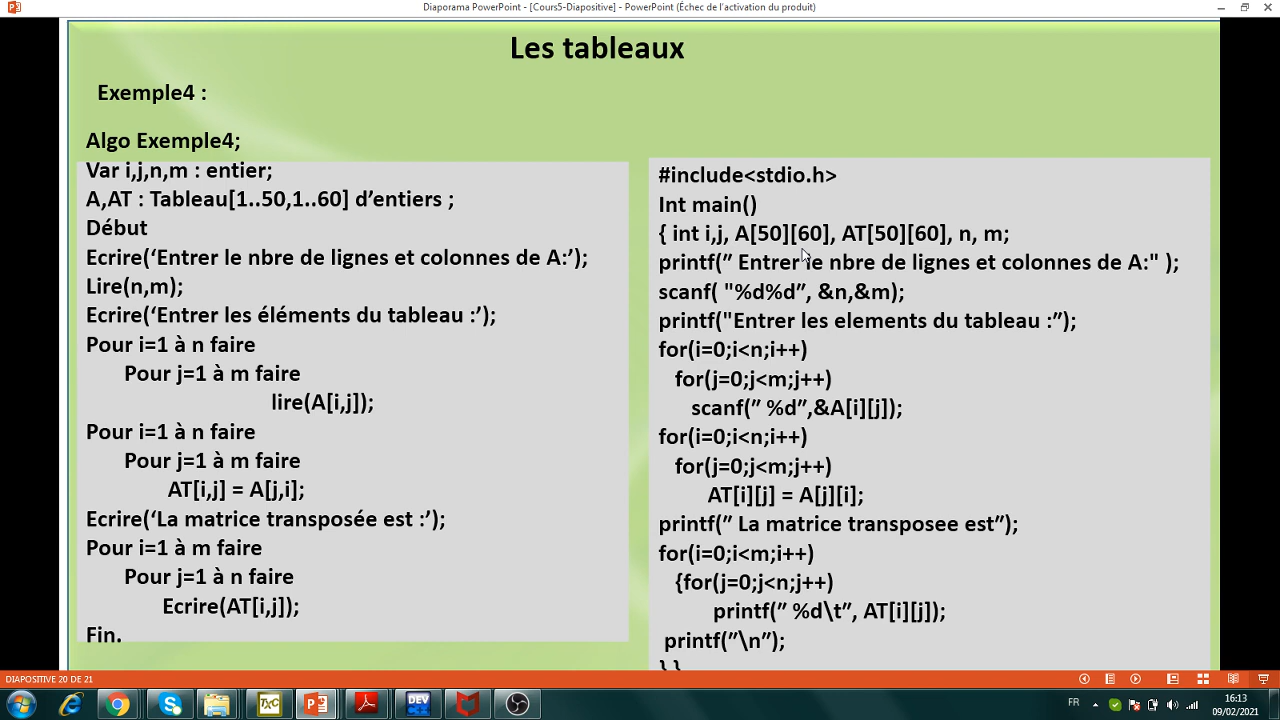 Diaporama PowerPoint - [Cours5-Diapositive] - PowerPoint (Échec de l'activation du produit)
Les tableaux
Exemple4 :
Algo Exemple4;
Var i,j,n,m : entier;
A,AT : Tableau[1..50,1..60] d’entiers ;
Début
Ecrire(‘Entrer le nbre de lignes et colonnes de A:’);
Lire(n,m);
Ecrire(‘Entrer les éléments du tableau :’);
Pour i=1 à n faire
Pour j=1 à m faire
lire(A[i,j]);
Pour i=1 à n faire
Pour j=1 à m faire
AT[i,j] = A[j,i];
Ecrire(‘La matrice transposée est :’);
Pour i=1 à m faire
Pour j=1 à n faire
Ecrire(AT[i,j]);
Fin.
#include<stdio.h>
Int main()
{ int i,j, A[50][60], AT[50][60], n, m;
printf(” Entrer le nbre de lignes et colonnes de A:" );
scanf( "%d%d”, &n,&m);
printf("Entrer les elements du tableau :”);
for(i=0;i<n;i++)
for(j=0;j<m;j++)
scanf(” %d”,&A[i][j]);
for(i=0;i<n;i++)
for(j=0;j<m;j++)
AT[i][j] = A[j][i];
printf(” La matrice transposee est”);
for(i=0;i<m;i++)
{for(j=0;j<n;j++)
printf(” %d\t”, AT[i][j]);
printf(”\n”);
} }
DIAPOSITIVE 20 DE 21
TXC
DEV
FR
16:13
09/02/2021